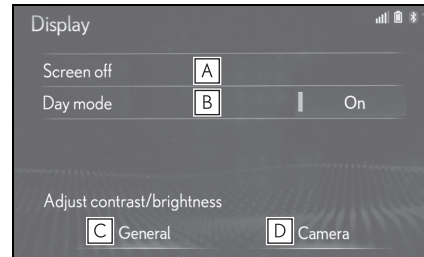 Display
Screen off A
Day mode B On
Adjust contrast/brightness
C General D Camera